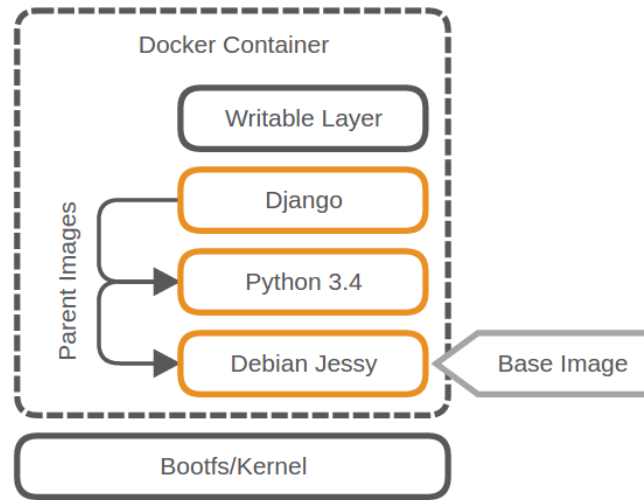 Docker Container
Writable Layer
Django
Parent Images
Python 3.4
Debian Jessy
Base Image
Bootfs/Kernel